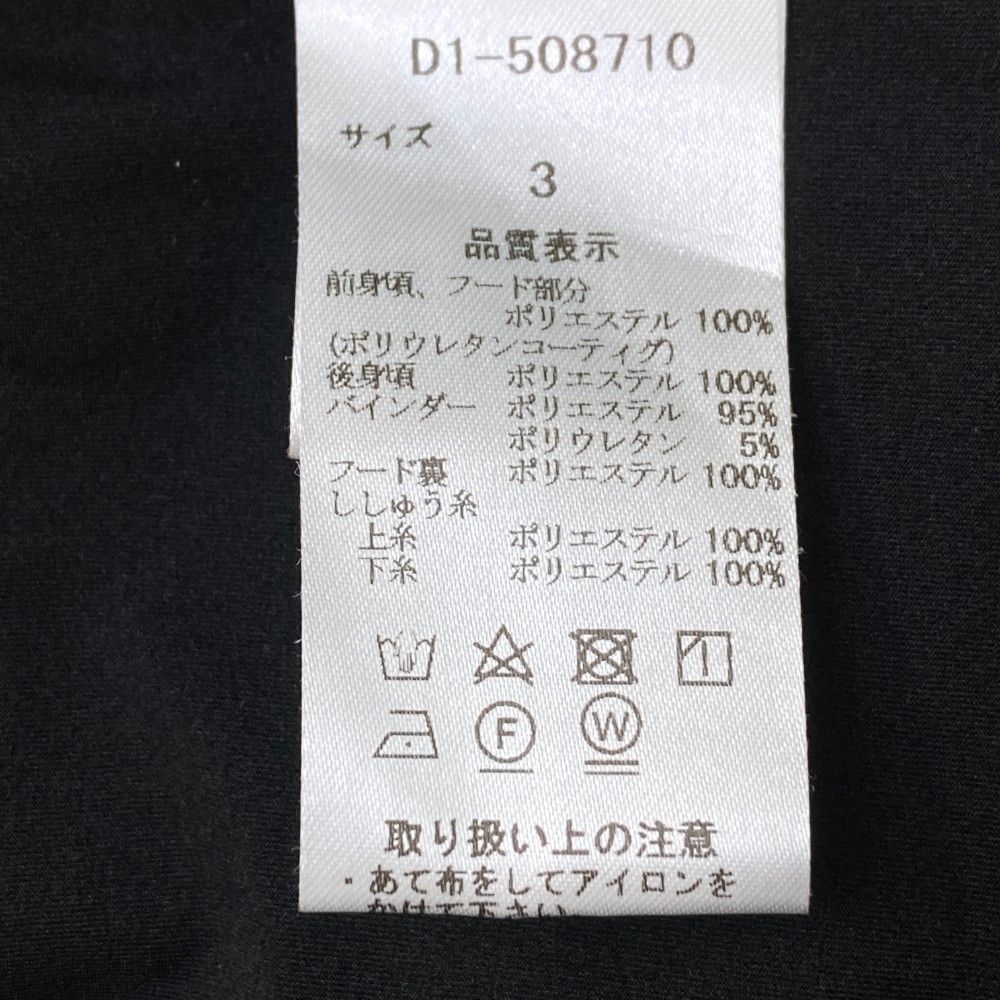 D1-508710
サイズ
3
品質表示
前身頃、フード部分
ポリエステル 100%
(ポリウレタンコーティグ)
後身頃 ポリエステル 100%
バインダー ポリエステル 95%
ポリウレタン 5%
フード裏 ポリエステル 100%
ししゅう糸
上糸 ポリエステル 100%
下糸 ポリエステル 100%
F W
取り扱い上の注意
・あて布をしてアイロンを
かけて下さい